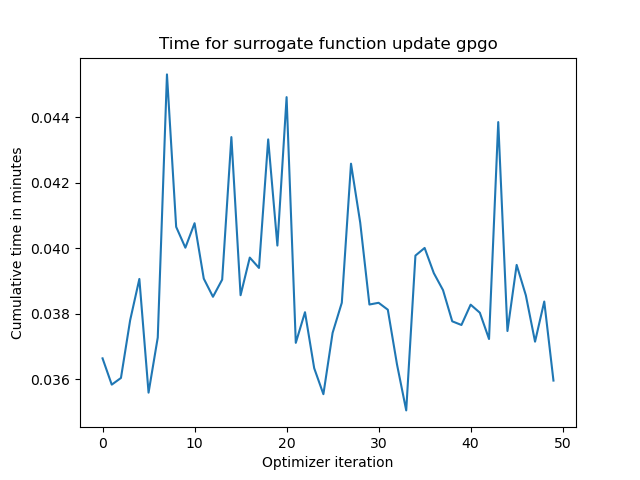 Time for surrogate function update gpgo
Cumulative time in minutes
0.044
0.042
0.040
0.038
0.036
0 10 20 30 40 50
Optimizer iteration